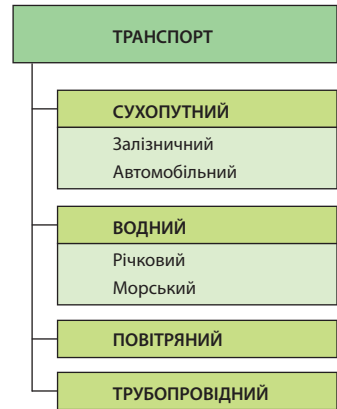 ТРАНСПОРТ
СУХОПУТНИЙ
Залізничний
Автомобільний
ВОДНИЙ
Річковий
Морський
ПОВІТРЯНИЙ
ТРУБОПРОВІДНИЙ